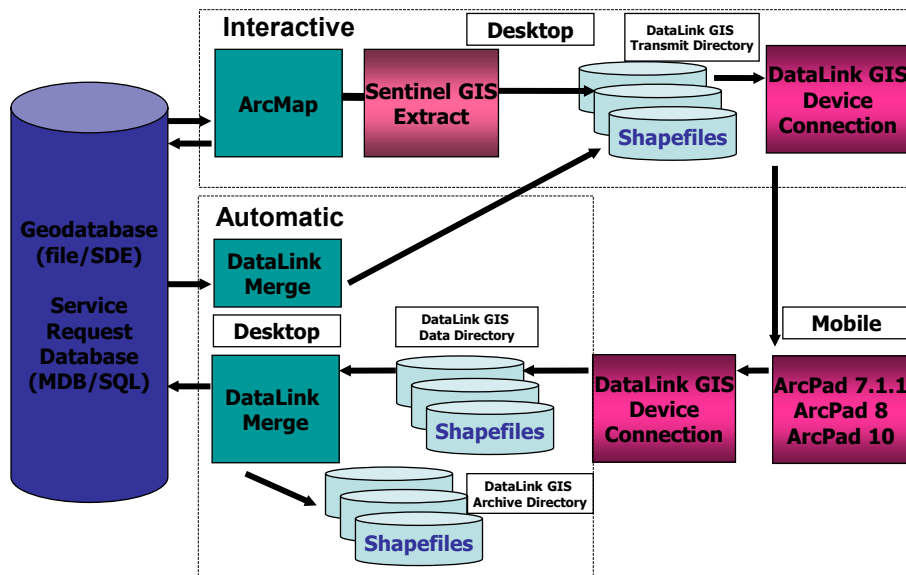 Interactive
Desktop
DataLink GIS
Transmit Directory
ArcMap
Sentinel GIS
Extract
Shapefiles
DataLink GIS
Device
Connection
Geodatabase
(file/SDE)
Service
Request
Database
(MDB/SQL)
Automatic
DataLink
Merge
Desktop
DataLink GIS
Data Directory
Mobile
DataLink
Merge
Shapefiles
DataLink GIS
Device
Connection
ArcPad 7.1.1
ArcPad 8
ArcPad 10
DataLink GIS
Archive Directory
Shapefiles